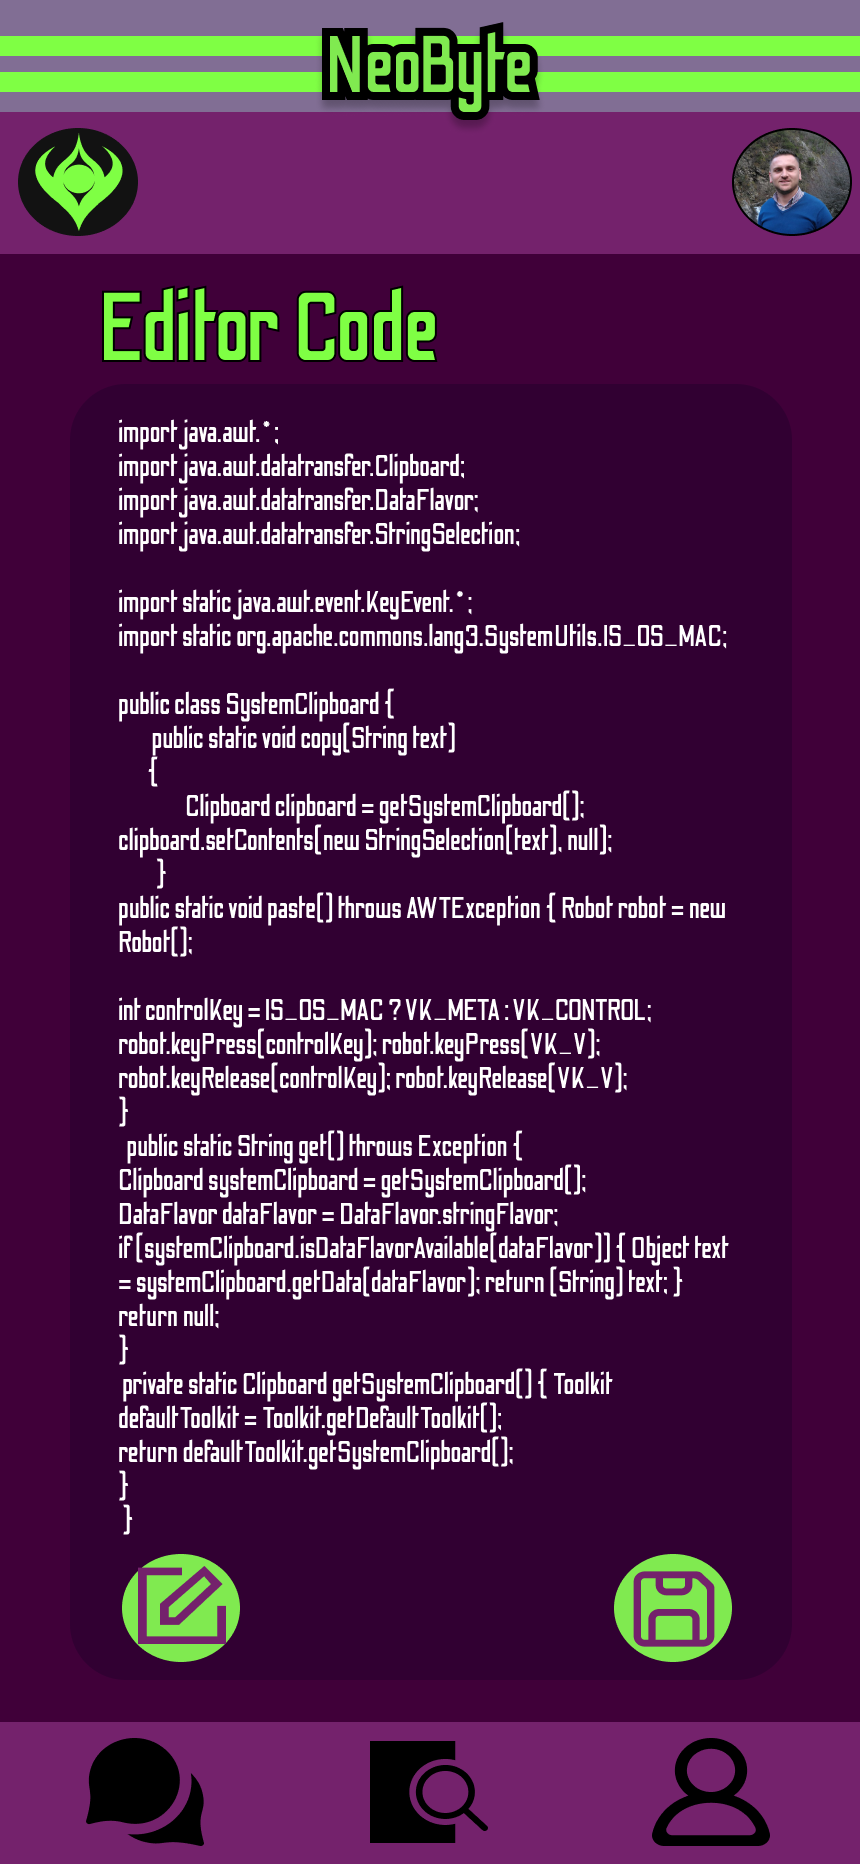 NeoByte
Editor Code
import java.awt.*;
import java.awt.datatransfer.Clipboard;
import java.awt.datatransfer.DataFlavor;
import java.awt.datatransfer.StringSelection;
import static java.awt.event.KeyEvent.*;
import static org.apache.commons.lang3.SystemUtils.IS_OS_MAC;
public class SystemClipboard {
public static void copy(String text)
{
Clipboard clipboard = getSystemClipboard();
clipboard.setContents(new StringSelection(text), null);
}
public static void paste() throws AWTException { Robot robot = new
Robot();
int controlKey = IS_OS_MAC ? VK_META : VK_CONTROL;
robot.keyPress(controlKey); robot.keyPress(VK_V);
robot.keyRelease(controlKey); robot.keyRelease(VK_V);
}
public static String get() throws Exception {
Clipboard systemClipboard = getSystemClipboard();
DataFlavor dataFlavor = DataFlavor.stringFlavor;
if (systemClipboard.isDataFlavorAvailable(dataFlavor)) { Object text
= systemClipboard.getData(dataFlavor); return (String) text; }
return null;
}
private static Clipboard getSystemClipboard() { Toolkit
defaultToolkit = Toolkit.getDefaultToolkit();
return defaultToolkit.getSystemClipboard();
}
}